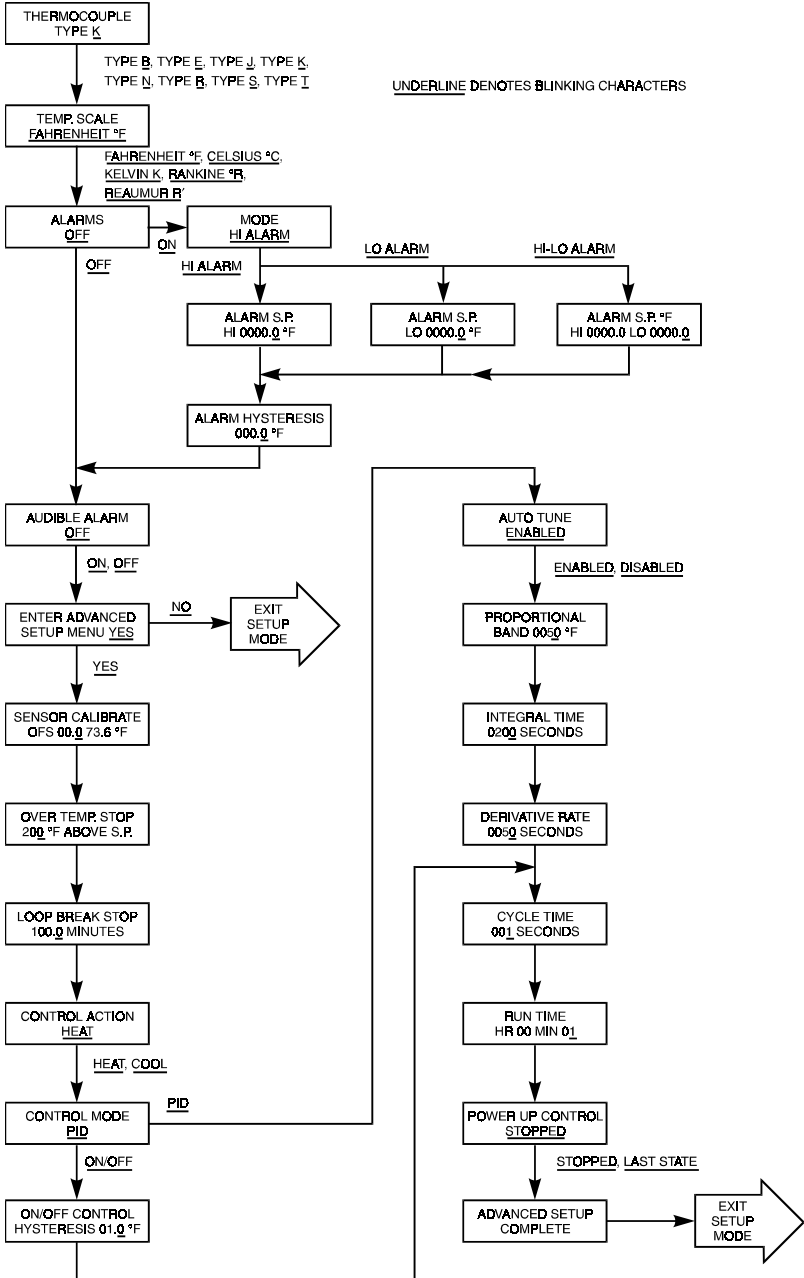 THERMOCOUPLE
TYPE K
TYPE B, TYPE E, TYPE J, TYPE K,
TYPE N, TYPE R, TYPE S, TYPE T
UNDERLINE DENOTES BLINKING CHARACTERS
TEMP. SCALE
FAHRENHEIT °F
FAHRENHEIT °F, CELSIUS °C,
KELVIN K, RANKINE °R,
REAUMUR R'
ALARMS
OFF
ON
OFF
MODE
HI ALARM
HI ALARM
LO ALARM
HI-LO ALARM
ALARM S.P.
HI 0000.0 °F
ALARM S.P.
LO 0000.0 °F
ALARM S.P. °F
HI 0000.0 LO 0000.0
ALARM HYSTERESIS
000.0 °F
AUDIBLE ALARM
OFF
ON, OFF
ENTER ADVANCED
SETUP MENU YES
NO
EXIT
SETUP
MODE
YES
SENSOR CALIBRATE
OFS 00.0 73.6 °F
OVER TEMP. STOP
200 °F ABOVE S.P.
LOOP BREAK STOP
100.0 MINUTES
CONTROL ACTION
HEAT
HEAT, COOL
CONTROL MODE
PID
PID
ON/OFF
ON/OFF CONTROL
HYSTERESIS 01.0 °F
AUTO TUNE
ENABLED
ENABLED, DISABLED
PROPORTIONAL
BAND 0050 °F
INTEGRAL TIME
0200 SECONDS
DERIVATIVE RATE
0050 SECONDS
CYCLE TIME
001 SECONDS
RUN TIME
HR 00 MIN 01
POWER UP CONTROL
STOPPED
STOPPED, LAST STATE
ADVANCED SETUP
COMPLETE
EXIT
SETUP
MODE